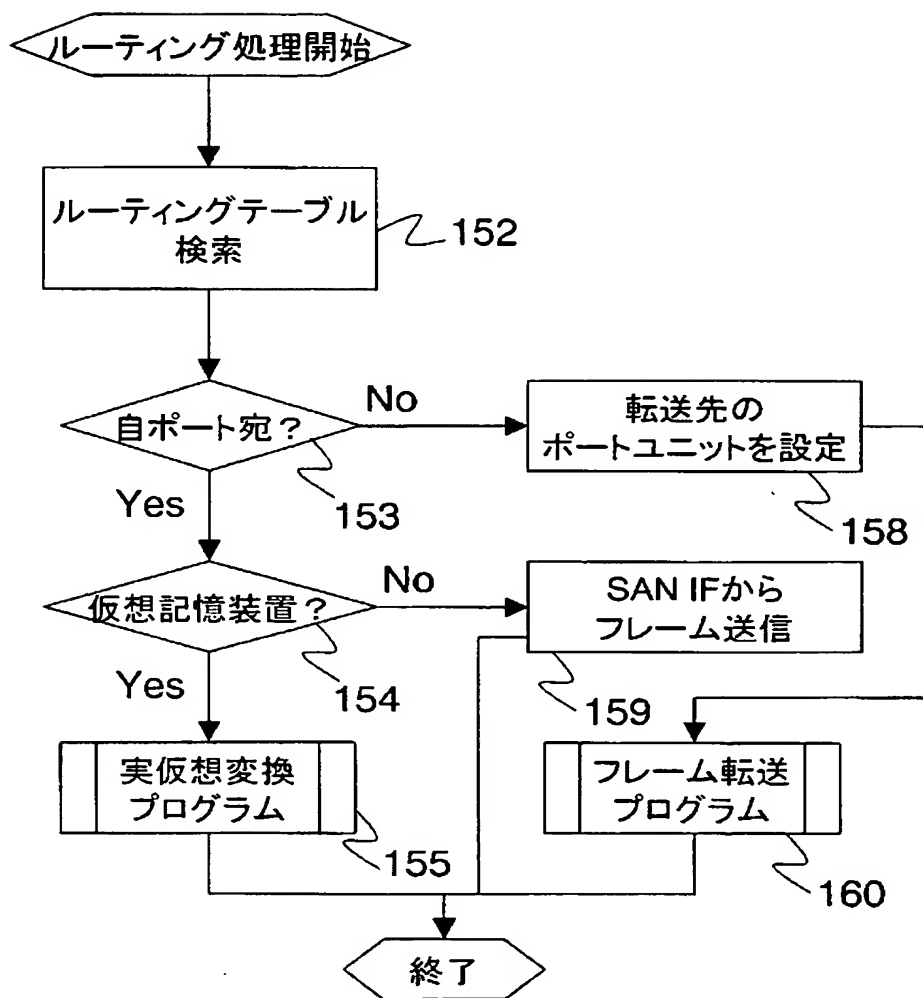 ルーティング処理開始
ルーティングテーブル
検索
152
自ポート宛？
No
転送先の
ポートユニットを設定
Yes
153
158
仮想記憶装置？
No
SAN IFから
フレーム送信
Yes
154
159
実仮想変換
プログラム
フレーム転送
プログラム
155
160
終了